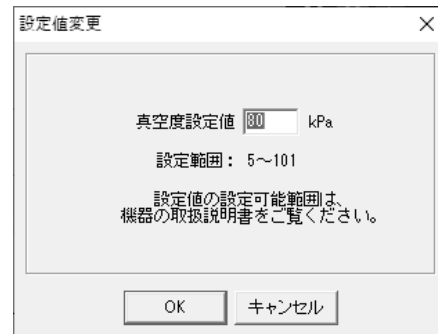 設定値変更
真空度設定値 80 kPa
設定範囲： 5～101
設定値の設定可能範囲は、
機器の取扱説明書をご覧ください。
OK キャンセル